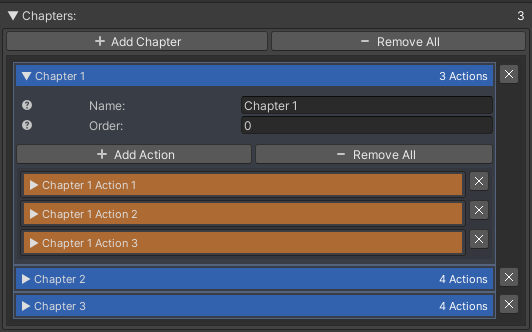 Chapters: 3
Add Chapter Remove All
Chapter 1 3 Actions
Name: Chapter 1
Order: 0
Add Action Remove All
Chapter 1 Action 1
Chapter 1 Action 2
Chapter 1 Action 3
Chapter 2 4 Actions
Chapter 3 4 Actions